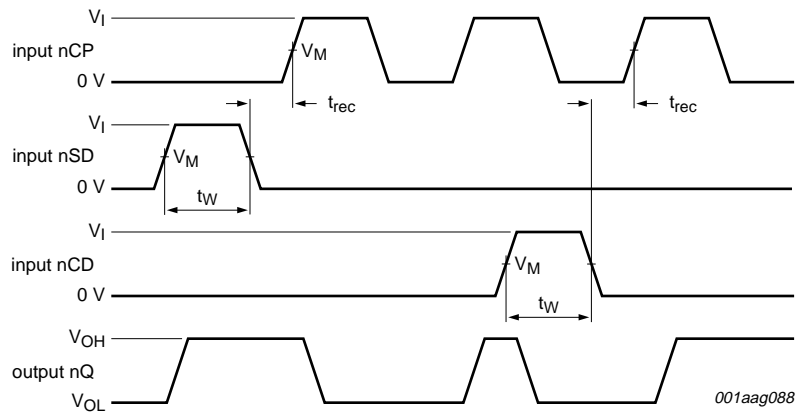 VI
input nCP
VM
0 V
trec
trec
VI
input nSD
VM
0 V
tW
VI
input nCD
VM
0 V
tW
VOH
output nQ
VOL
001aag088